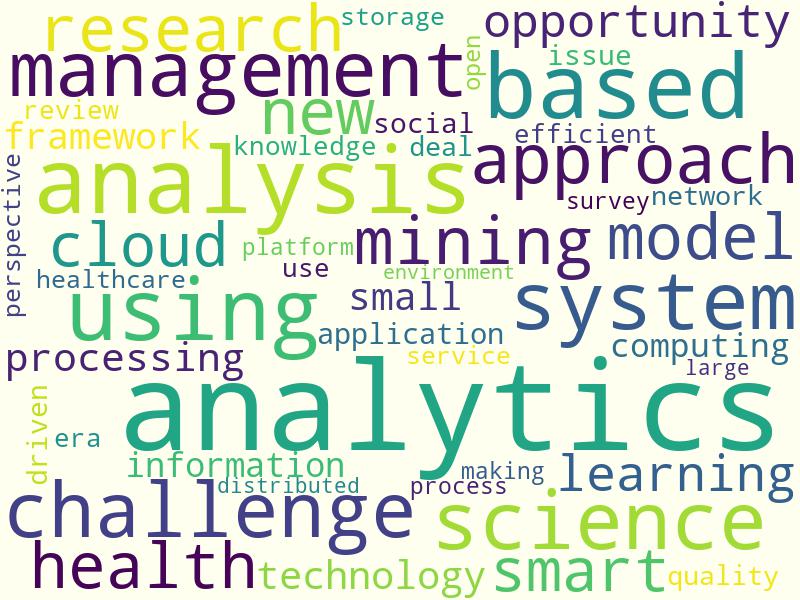 research
storage
opportunity
management
open
issue
based
review
new
social
efficient
framework
knowledge
deal
approach
perspective
analysis
survey
network
cloud
platform
mining
model
use
environment
healthcare
using
small
system
application
processing
service
computing
large
analytics
driven
era
information
making
learning
distributed
process
challenge
science
health
technology
smart
quality